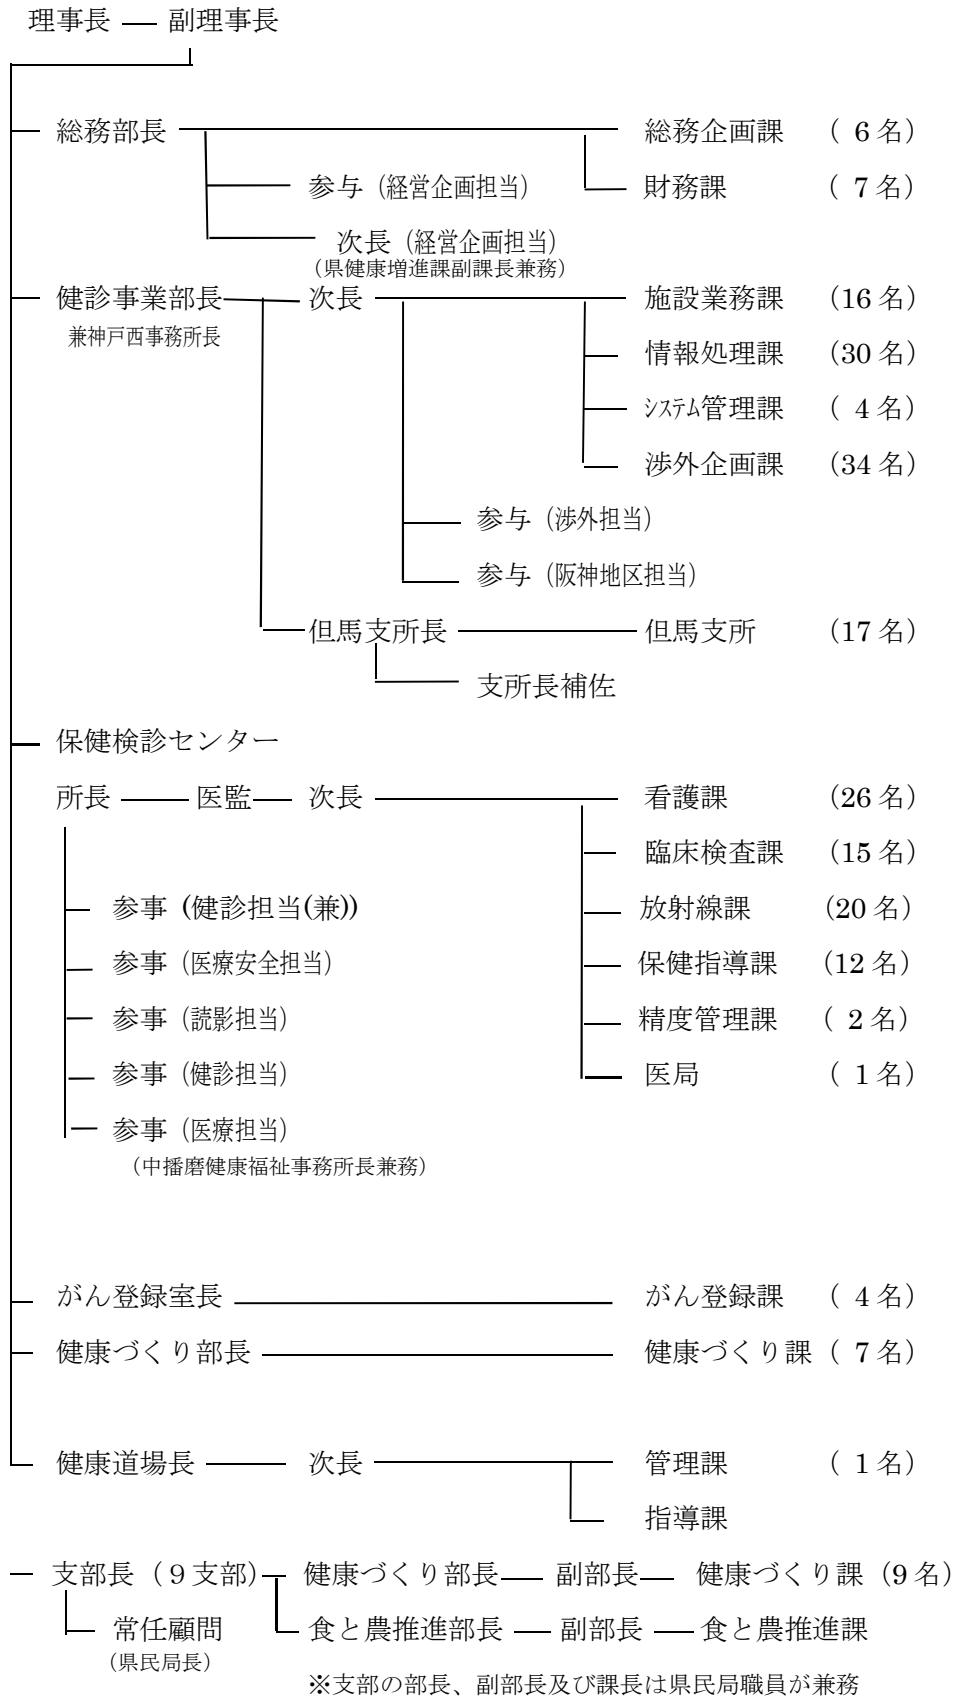 理事長 ― 副理事長
総務部長 総務企画課 （ 6 名）
参与（経営企画担当） 財務課 （ 7 名）
次長（経営企画担当）
（県健康増進課副課長兼務）
健診事業部長 次長 施設業務課 （16 名）
兼神戸西事務所長
情報処理課 （30 名）
ｼｽﾃﾑ管理課 （ 4 名）
渉外企画課 （34 名）
参与（渉外担当）
参与（阪神地区担当）
但馬支所長 但馬支所 （17 名）
支所長補佐
保健検診センター
所長 医監 次長 看護課 （26 名）
臨床検査課 （15 名）
参事 (健診担当(兼)) 放射線課 （20 名）
参事（医療安全担当） 保健指導課 （12 名）
参事（読影担当） 精度管理課 （ 2 名）
参事（健診担当） 医局 （ 1 名）
参事（医療担当）
（中播磨健康福祉事務所長兼務）
がん登録室長 がん登録課 （ 4 名）
健康づくり部長 健康づくり課（ 7 名）
健康道場長 次長 管理課 （ 1 名）
指導課
支部長（９支部） 健康づくり部長 副部長 健康づくり課（9 名）
常任顧問 食と農推進部長 副部長 食と農推進課
（県民局長）
※支部の部長、副部長及び課長は県民局職員が兼務